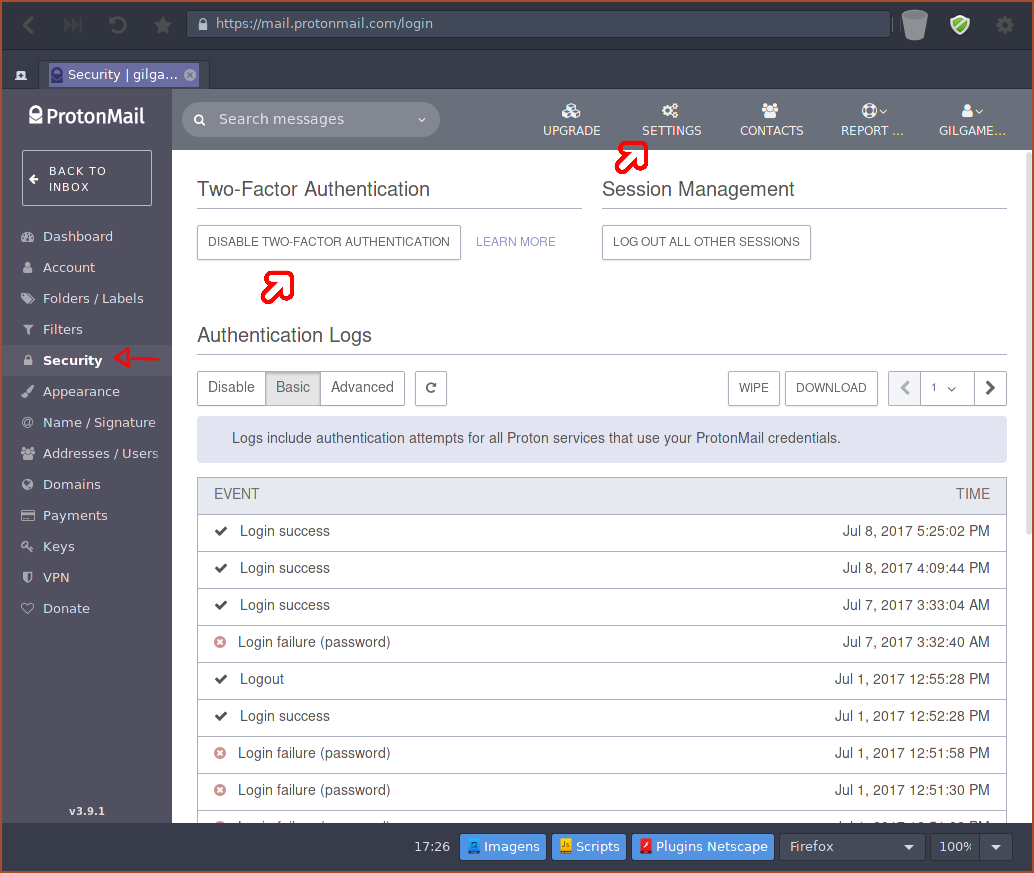 https://mail.protonmail.com/login
Security | gilga...
ProtonMail
Search messages
UPGRADE
SETTINGS
CONTACTS
REPORT ...
GILGAME...
BACK TO
INBOX
Dashboard
Account
Folders / Labels
Filters
Security
Appearance
Name / Signature
Addresses / Users
Domains
Payments
Keys
VPN
Donate
v3.9.1
Two-Factor Authentication
DISABLE TWO-FACTOR AUTHENTICATION LEARN MORE
Session Management
LOG OUT ALL OTHER SESSIONS
Authentication Logs
Disable Basic Advanced WIPE DOWNLOAD 1
Logs include authentication attempts for all Proton services that use your ProtonMail credentials.
EVENT TIME
Login success Jul 8, 2017 5:25:02 PM
Login success Jul 8, 2017 4:09:44 PM
Login success Jul 7, 2017 3:33:04 AM
Login failure (password) Jul 7, 2017 3:32:40 AM
Logout Jul 1, 2017 12:55:28 PM
Login success Jul 1, 2017 12:52:28 PM
Login failure (password) Jul 1, 2017 12:51:58 PM
Login failure (password) Jul 1, 2017 12:51:30 PM
17:26 Imagens Js Scripts Plugins Netscape Firefox 100%